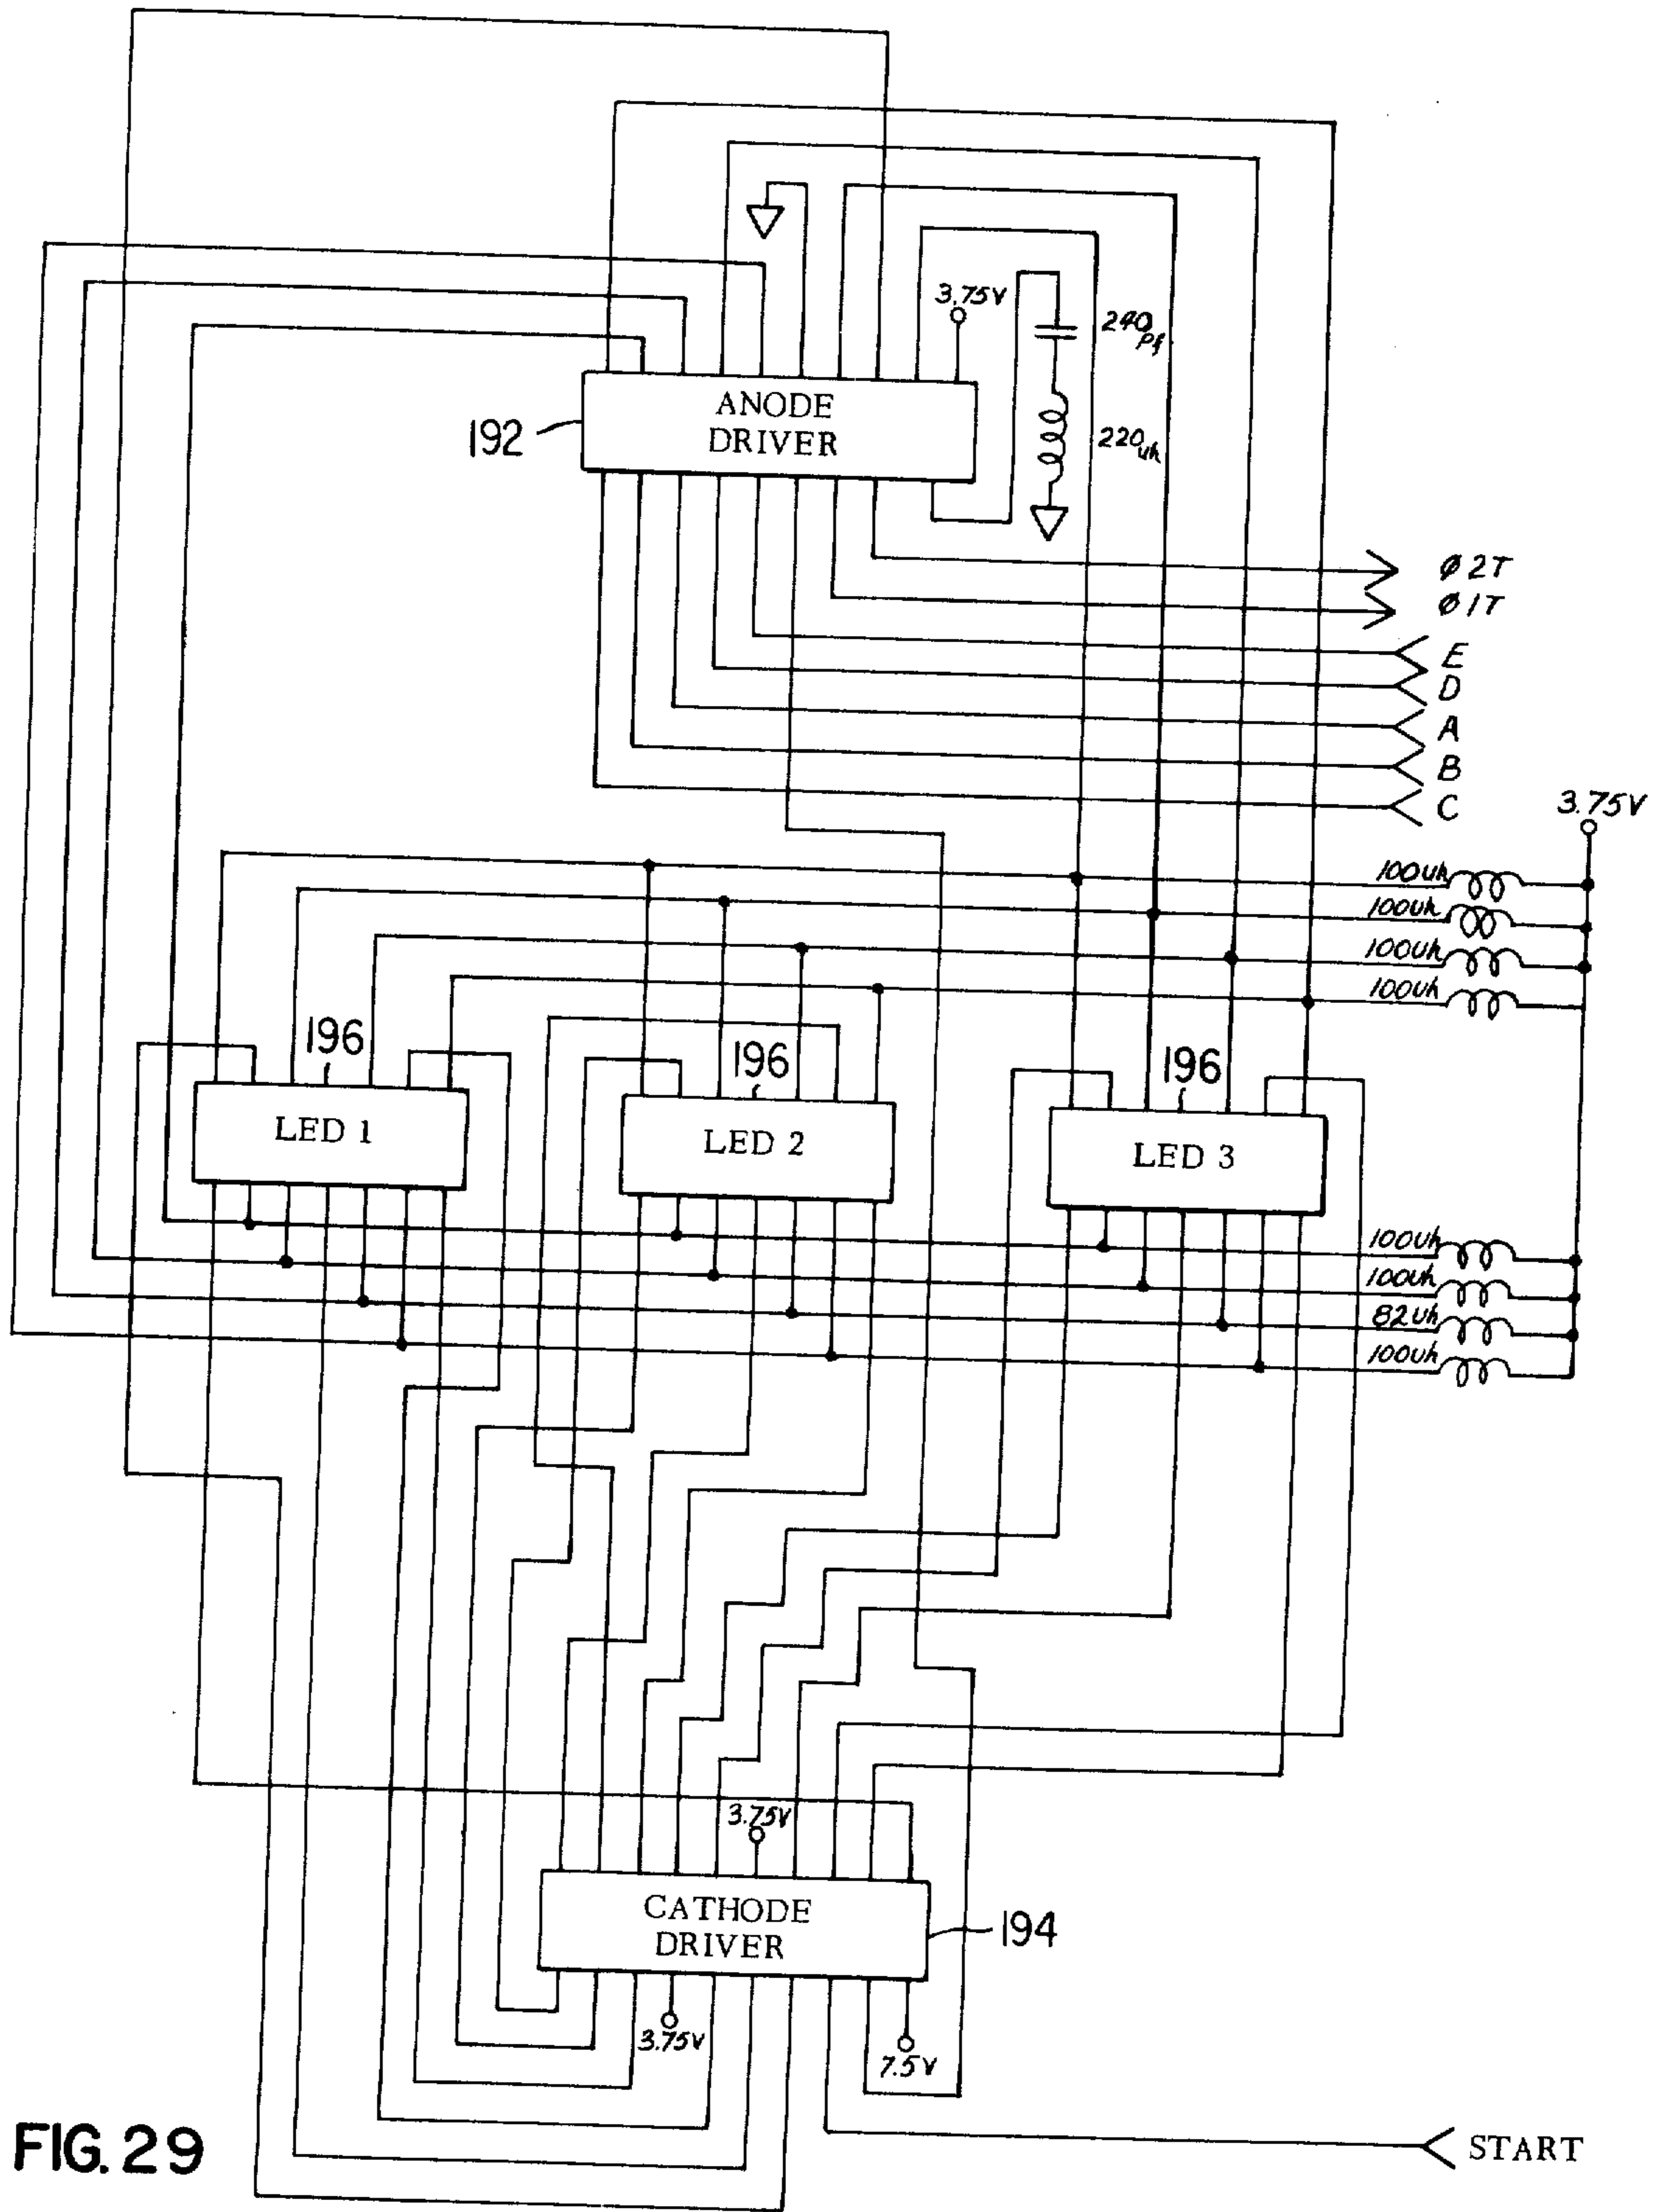 3.75V
240pf
ANODE
DRIVER
192
220uh
φ2T
φ1T
E
D
A
B
C
3.75V
100uh
100uh
100uh
100uh
196
196
196
LED 1
LED 2
LED 3
100uh
100uh
82uh
100uh
3.75V
CATHODE
DRIVER
194
3.75V
7.5V
START
FIG. 29